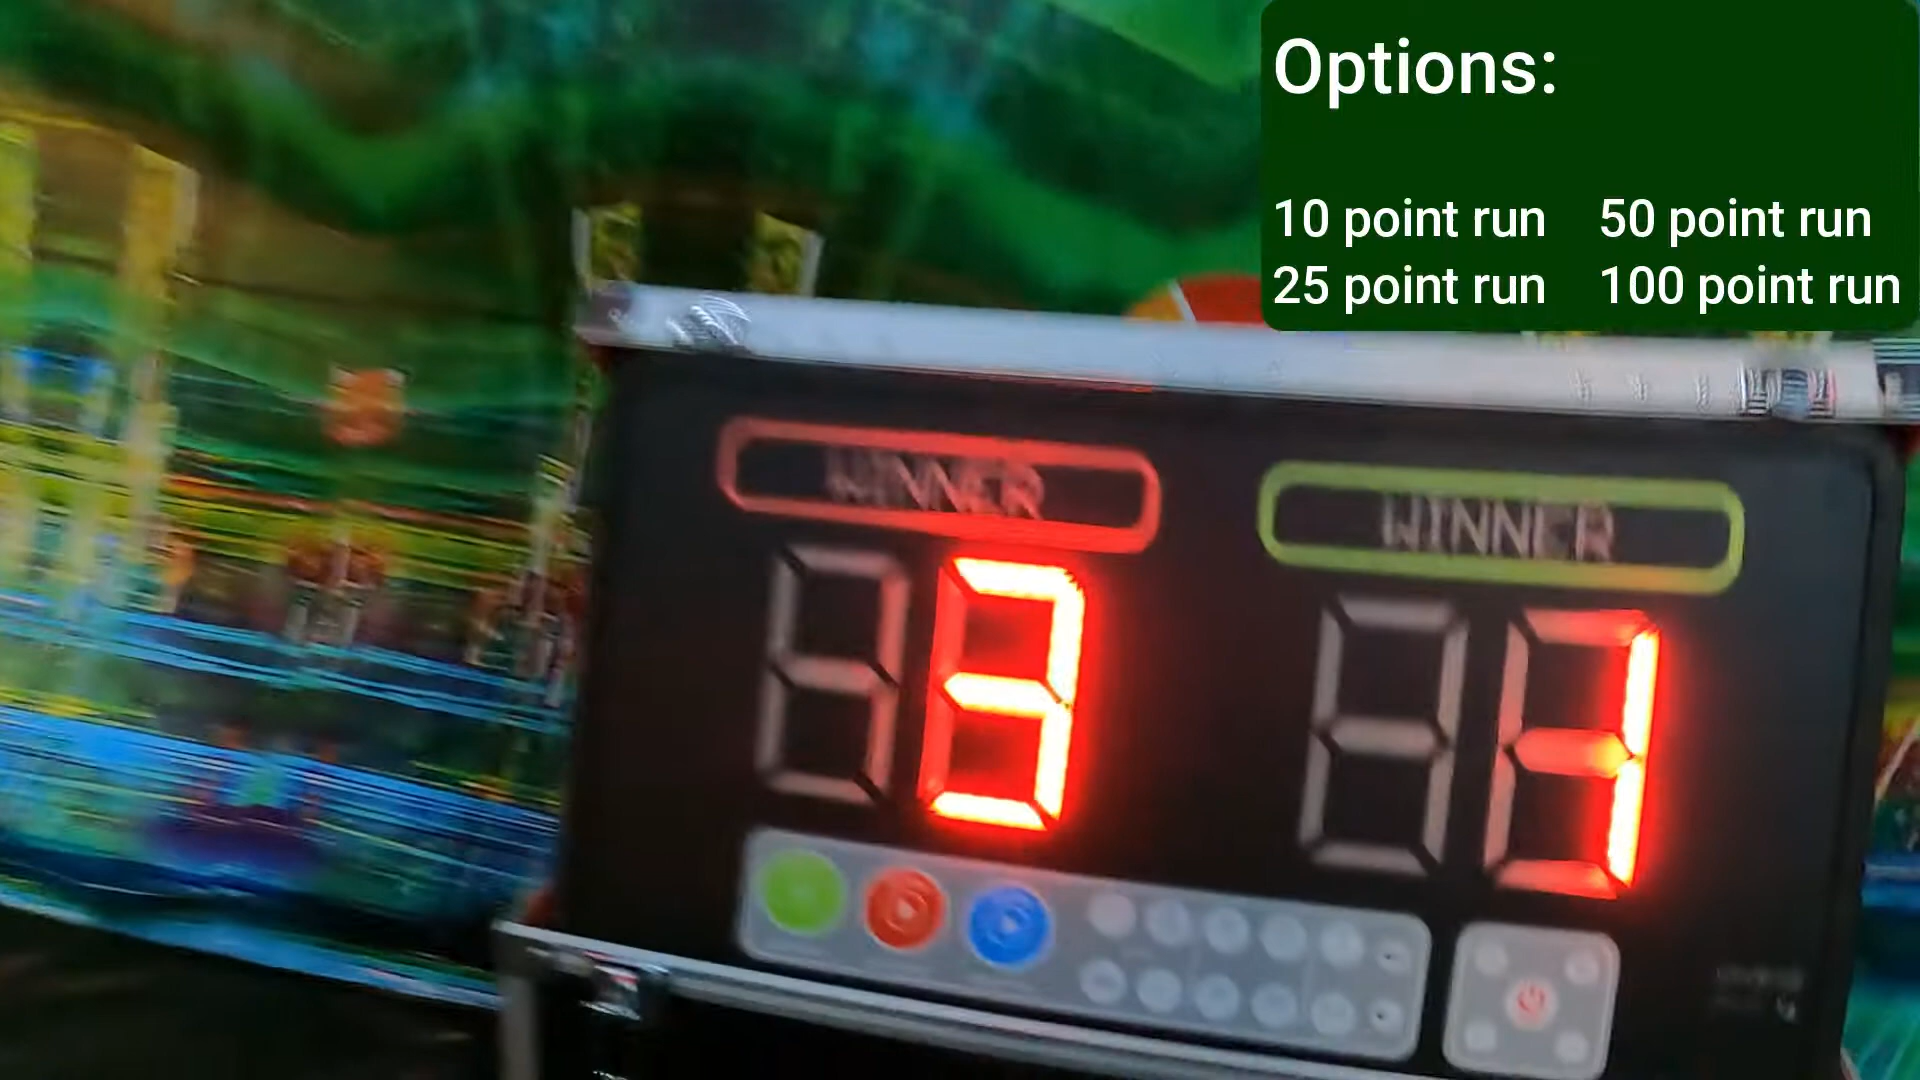 Options:
10 point run 50 point run
25 point run 100 point run
WINNER WINNER
3 1